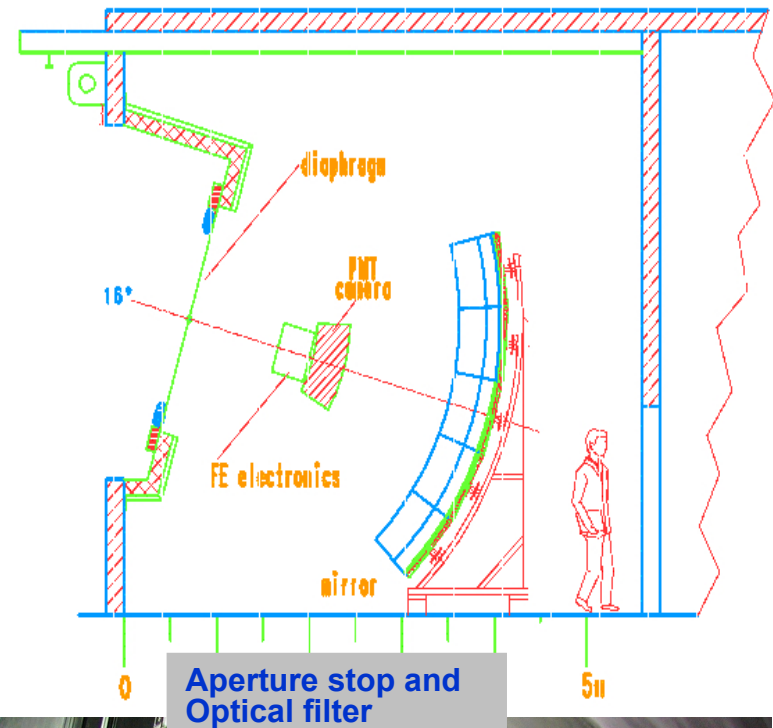 diaphragm
PMT
camera
16°
FE electronics
mirror
0
5m
Aperture stop and
Optical filter